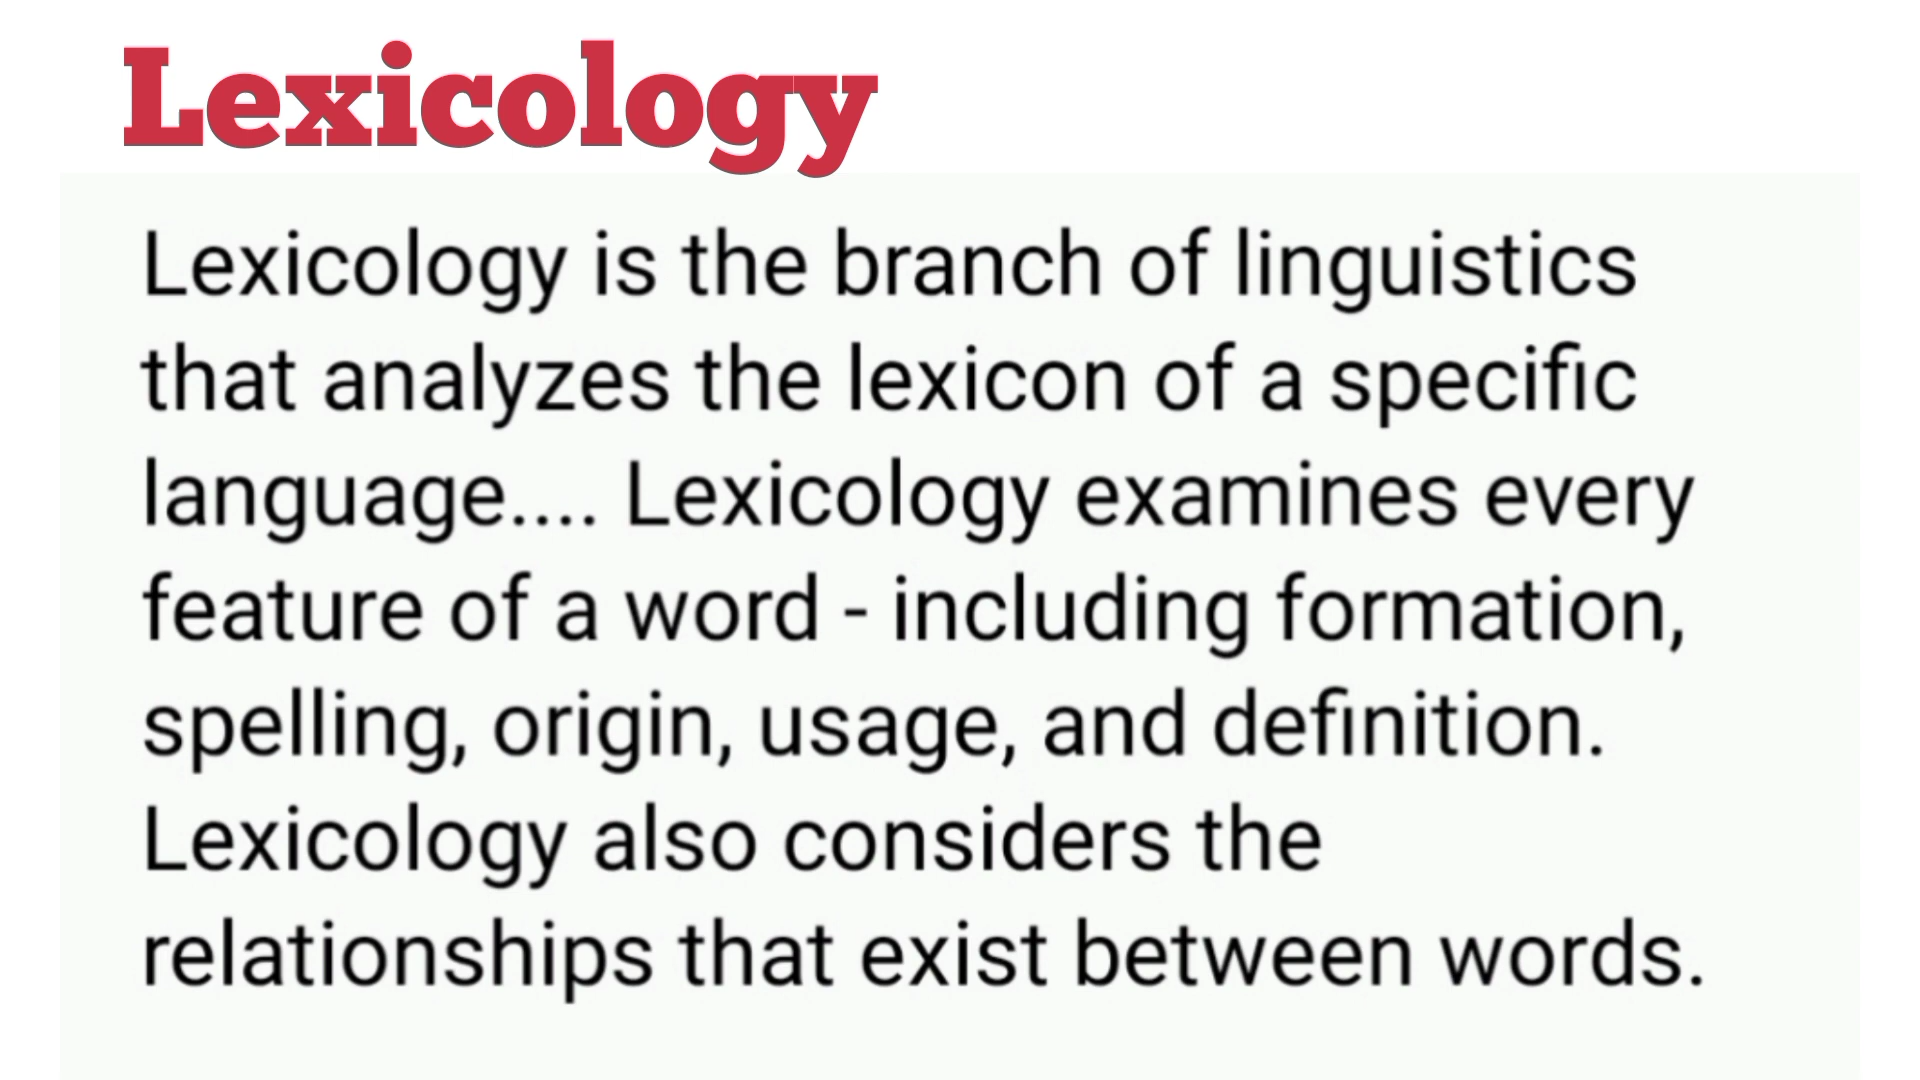 Lexicology
Lexicology is the branch of linguistics
that analyzes the lexicon of a specific
language.... Lexicology examines every
feature of a word - including formation,
spelling, origin, usage, and definition.
Lexicology also considers the
relationships that exist between words.